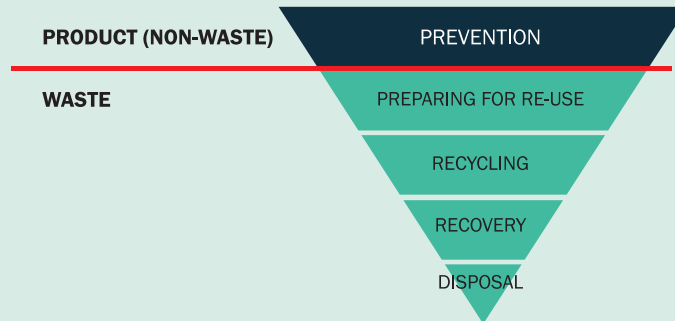 PRODUCT (NON-WASTE)
PREVENTION
WASTE
PREPARING FOR RE-USE
RECYCLING
RECOVERY
DISPOSAL